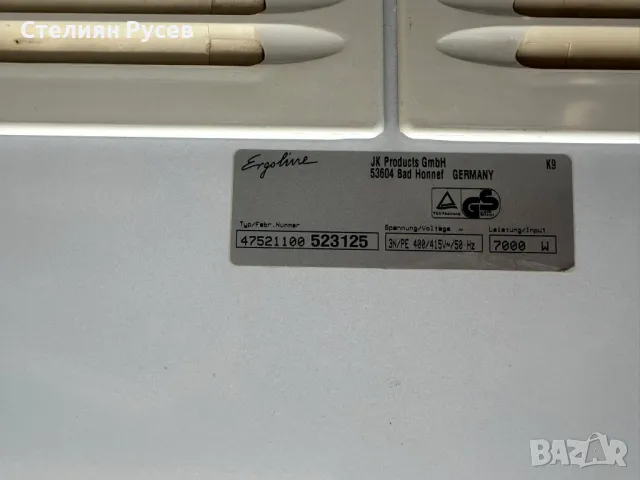 Стелиян Русев
Ergoline
JK Products GmbH
53604 Bad Honnef GERMANY
K9
GS
Typ/Fabr.Nummer
47521100 523125
Spannung/Voltage ~
3N/PE 400/415V~/50 Hz
Leistung/Input
7000 W
BAZAR